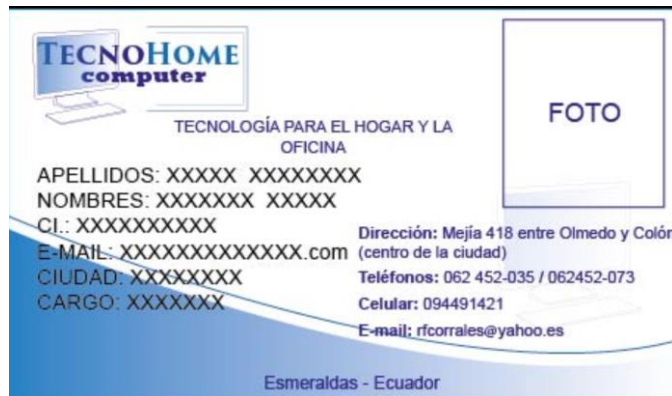 TECNOHOME
computer
TECNOLOGÍA PARA EL HOGAR Y LA
OFICINA
FOTO
APELLIDOS: XXXXX XXXXXXXX
NOMBRES: XXXXXXX XXXXX
CI.: XXXXXXXXXX
E-MAIL: XXXXXXXXXXXXX.com
CIUDAD: XXXXXXXX
CARGO: XXXXXXX
Dirección: Mejía 418 entre Olmedo y Colón
(centro de la ciudad)
Teléfonos: 062 452-035 / 062452-073
Celular: 094491421
E-mail: rfcorrales@yahoo.es
Esmeraldas - Ecuador